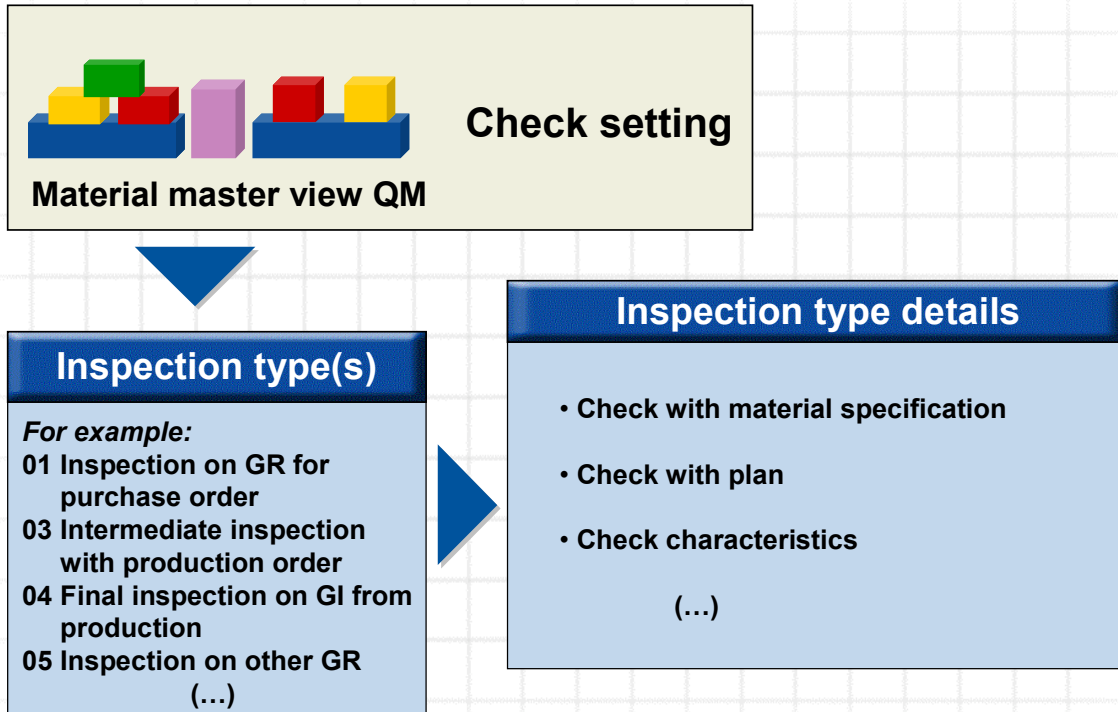 Check setting
Material master view QM
Inspection type(s)
For example:
01 Inspection on GR for
purchase order
03 Intermediate inspection
with production order
04 Final inspection on GI from
production
05 Inspection on other GR
(…)
Inspection type details
• Check with material specification
• Check with plan
• Check characteristics
(…)